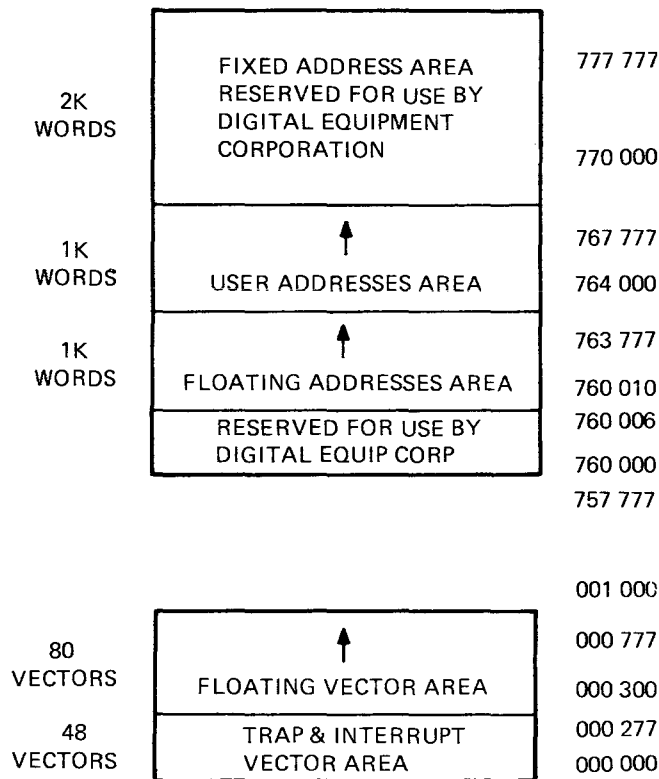 FIXED ADDRESS AREA
RESERVED FOR USE BY
DIGITAL EQUIPMENT
CORPORATION
2K
WORDS
777 777
770 000
1K
WORDS
USER ADDRESSES AREA
767 777
764 000
1K
WORDS
FLOATING ADDRESSES AREA
763 777
760 010
RESERVED FOR USE BY
DIGITAL EQUIP CORP
760 006
760 000
757 777
001 000
80
VECTORS
FLOATING VECTOR AREA
000 777
000 300
48
VECTORS
TRAP & INTERRUPT
VECTOR AREA
000 277
000 000